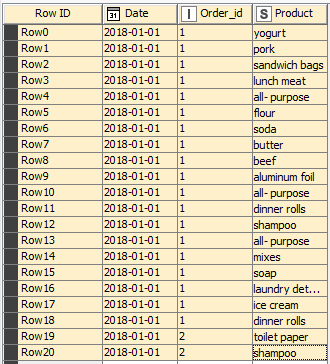 Row ID 31 Date I Order_id S Product
Row0 2018-01-01 1 yogurt
Row1 2018-01-01 1 pork
Row2 2018-01-01 1 sandwich bags
Row3 2018-01-01 1 lunch meat
Row4 2018-01-01 1 all- purpose
Row5 2018-01-01 1 flour
Row6 2018-01-01 1 soda
Row7 2018-01-01 1 butter
Row8 2018-01-01 1 beef
Row9 2018-01-01 1 aluminum foil
Row10 2018-01-01 1 all- purpose
Row11 2018-01-01 1 dinner rolls
Row12 2018-01-01 1 shampoo
Row13 2018-01-01 1 all- purpose
Row14 2018-01-01 1 mixes
Row15 2018-01-01 1 soap
Row16 2018-01-01 1 laundry det...
Row17 2018-01-01 1 ice cream
Row18 2018-01-01 1 dinner rolls
Row19 2018-01-01 2 toilet paper
Row20 2018-01-01 2 shampoo